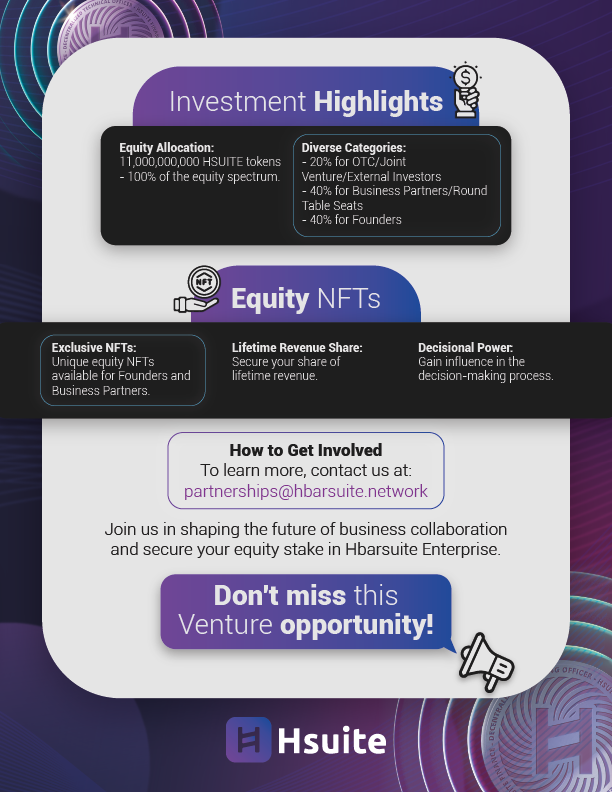 Investment Highlights
Equity Allocation:
11,000,000,000 HSUITE tokens
- 100% of the equity spectrum.
Diverse Categories:
- 20% for OTC/Joint
Venture/External Investors
- 40% for Business Partners/Round
Table Seats
- 40% for Founders
NFT
Equity NFTs
Exclusive NFTs:
Unique equity NFTs
available for Founders and
Business Partners.
Lifetime Revenue Share:
Secure your share of
lifetime revenue.
Decisional Power:
Gain influence in the
decision-making process.
How to Get Involved
To learn more, contact us at:
partnerships@hbarsuite.network
Join us in shaping the future of business collaboration
and secure your equity stake in Hbarsuite Enterprise.
Don't miss this
Venture opportunity!
Hsuite